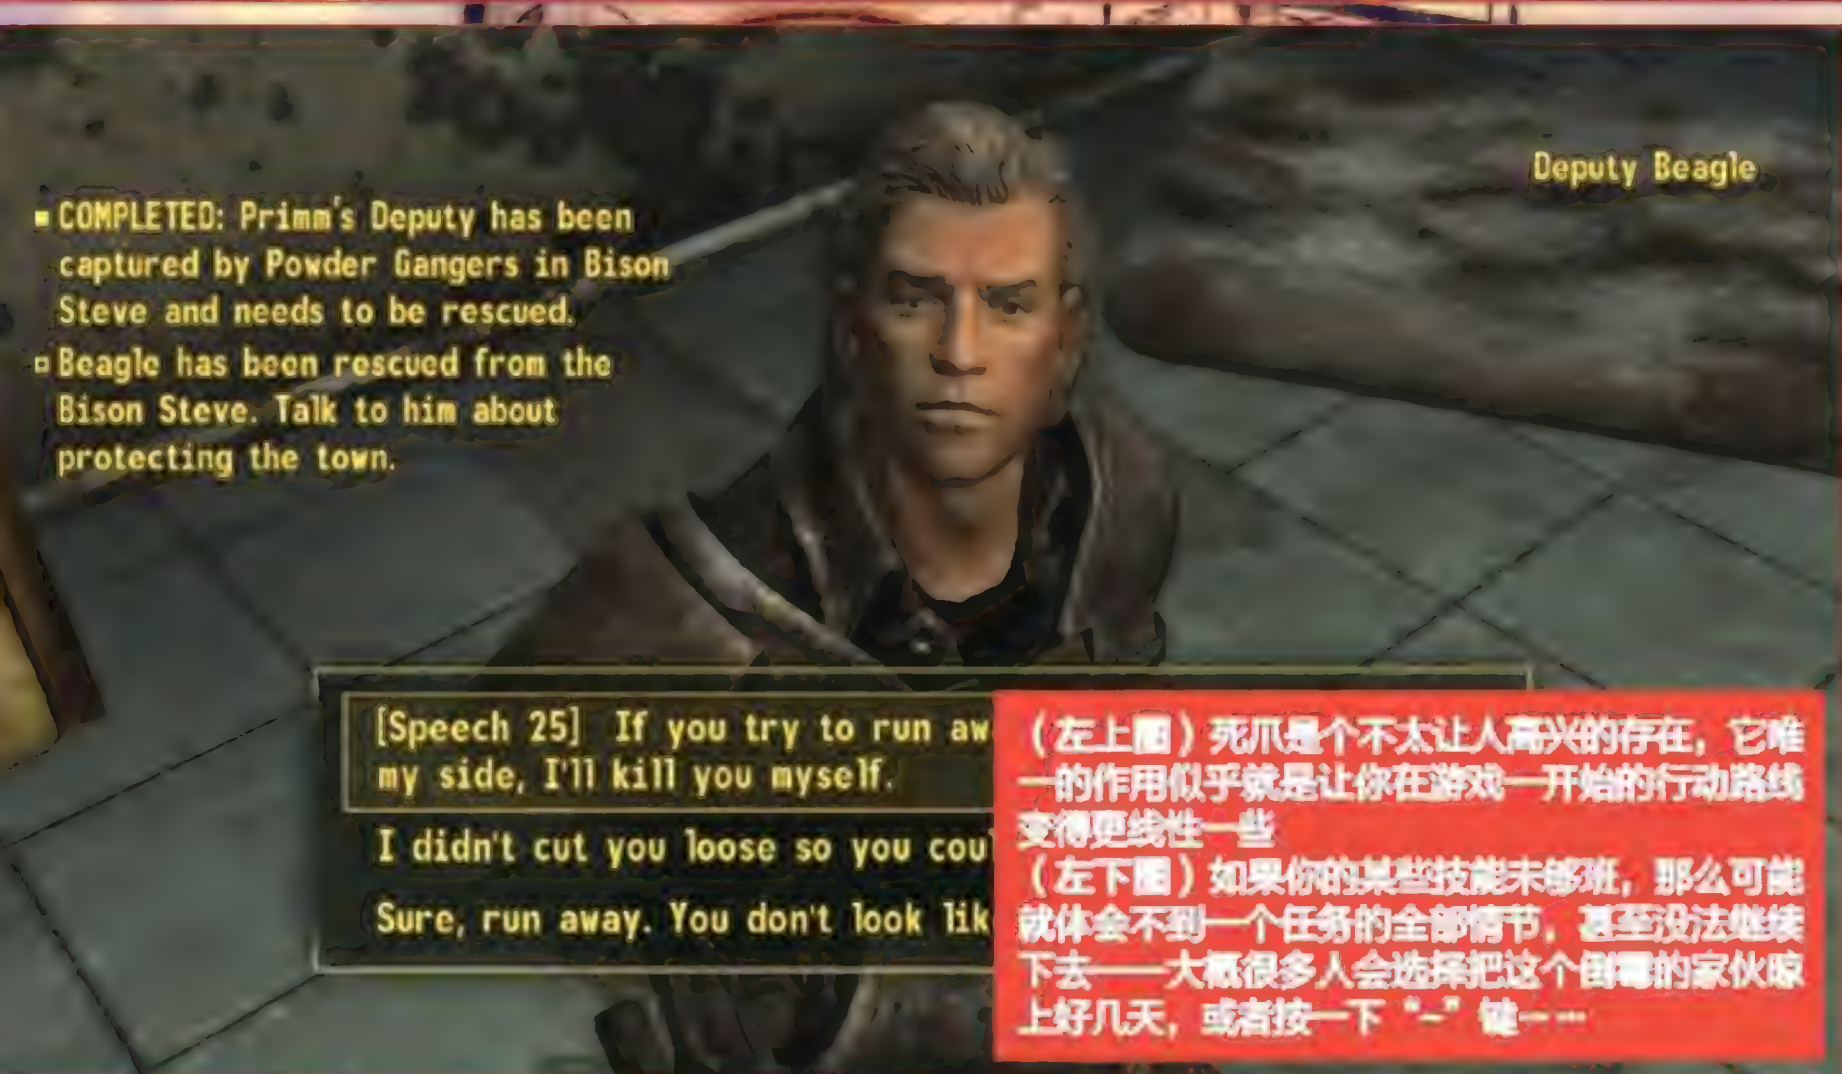 Deputy Beagle
COMPLETED: Primm's Deputy has been
captured by Powder Gangers in Bison
Steve and needs to be rescued.
Beagle has been rescued from the
Bison Steve. Talk to him about
protecting the town.
[Speech 25] If you try to run aw
my side, I'll kill you myself.
I didn't cut you loose so you cou
Sure, run away. You don't look lik
（左上图）死爪是个不太让人高兴的存在，它唯
一的作用似乎就是让你在游戏一开始的行动路线
变得更线性一些
（左下图）如果你的某些技能未够班，那么可能
就体会不到一个任务的全部情节，甚至没法继续
下去——大概很多人会选择把这个倒霉的家伙晾
上好几天，或者按一下“~”键……